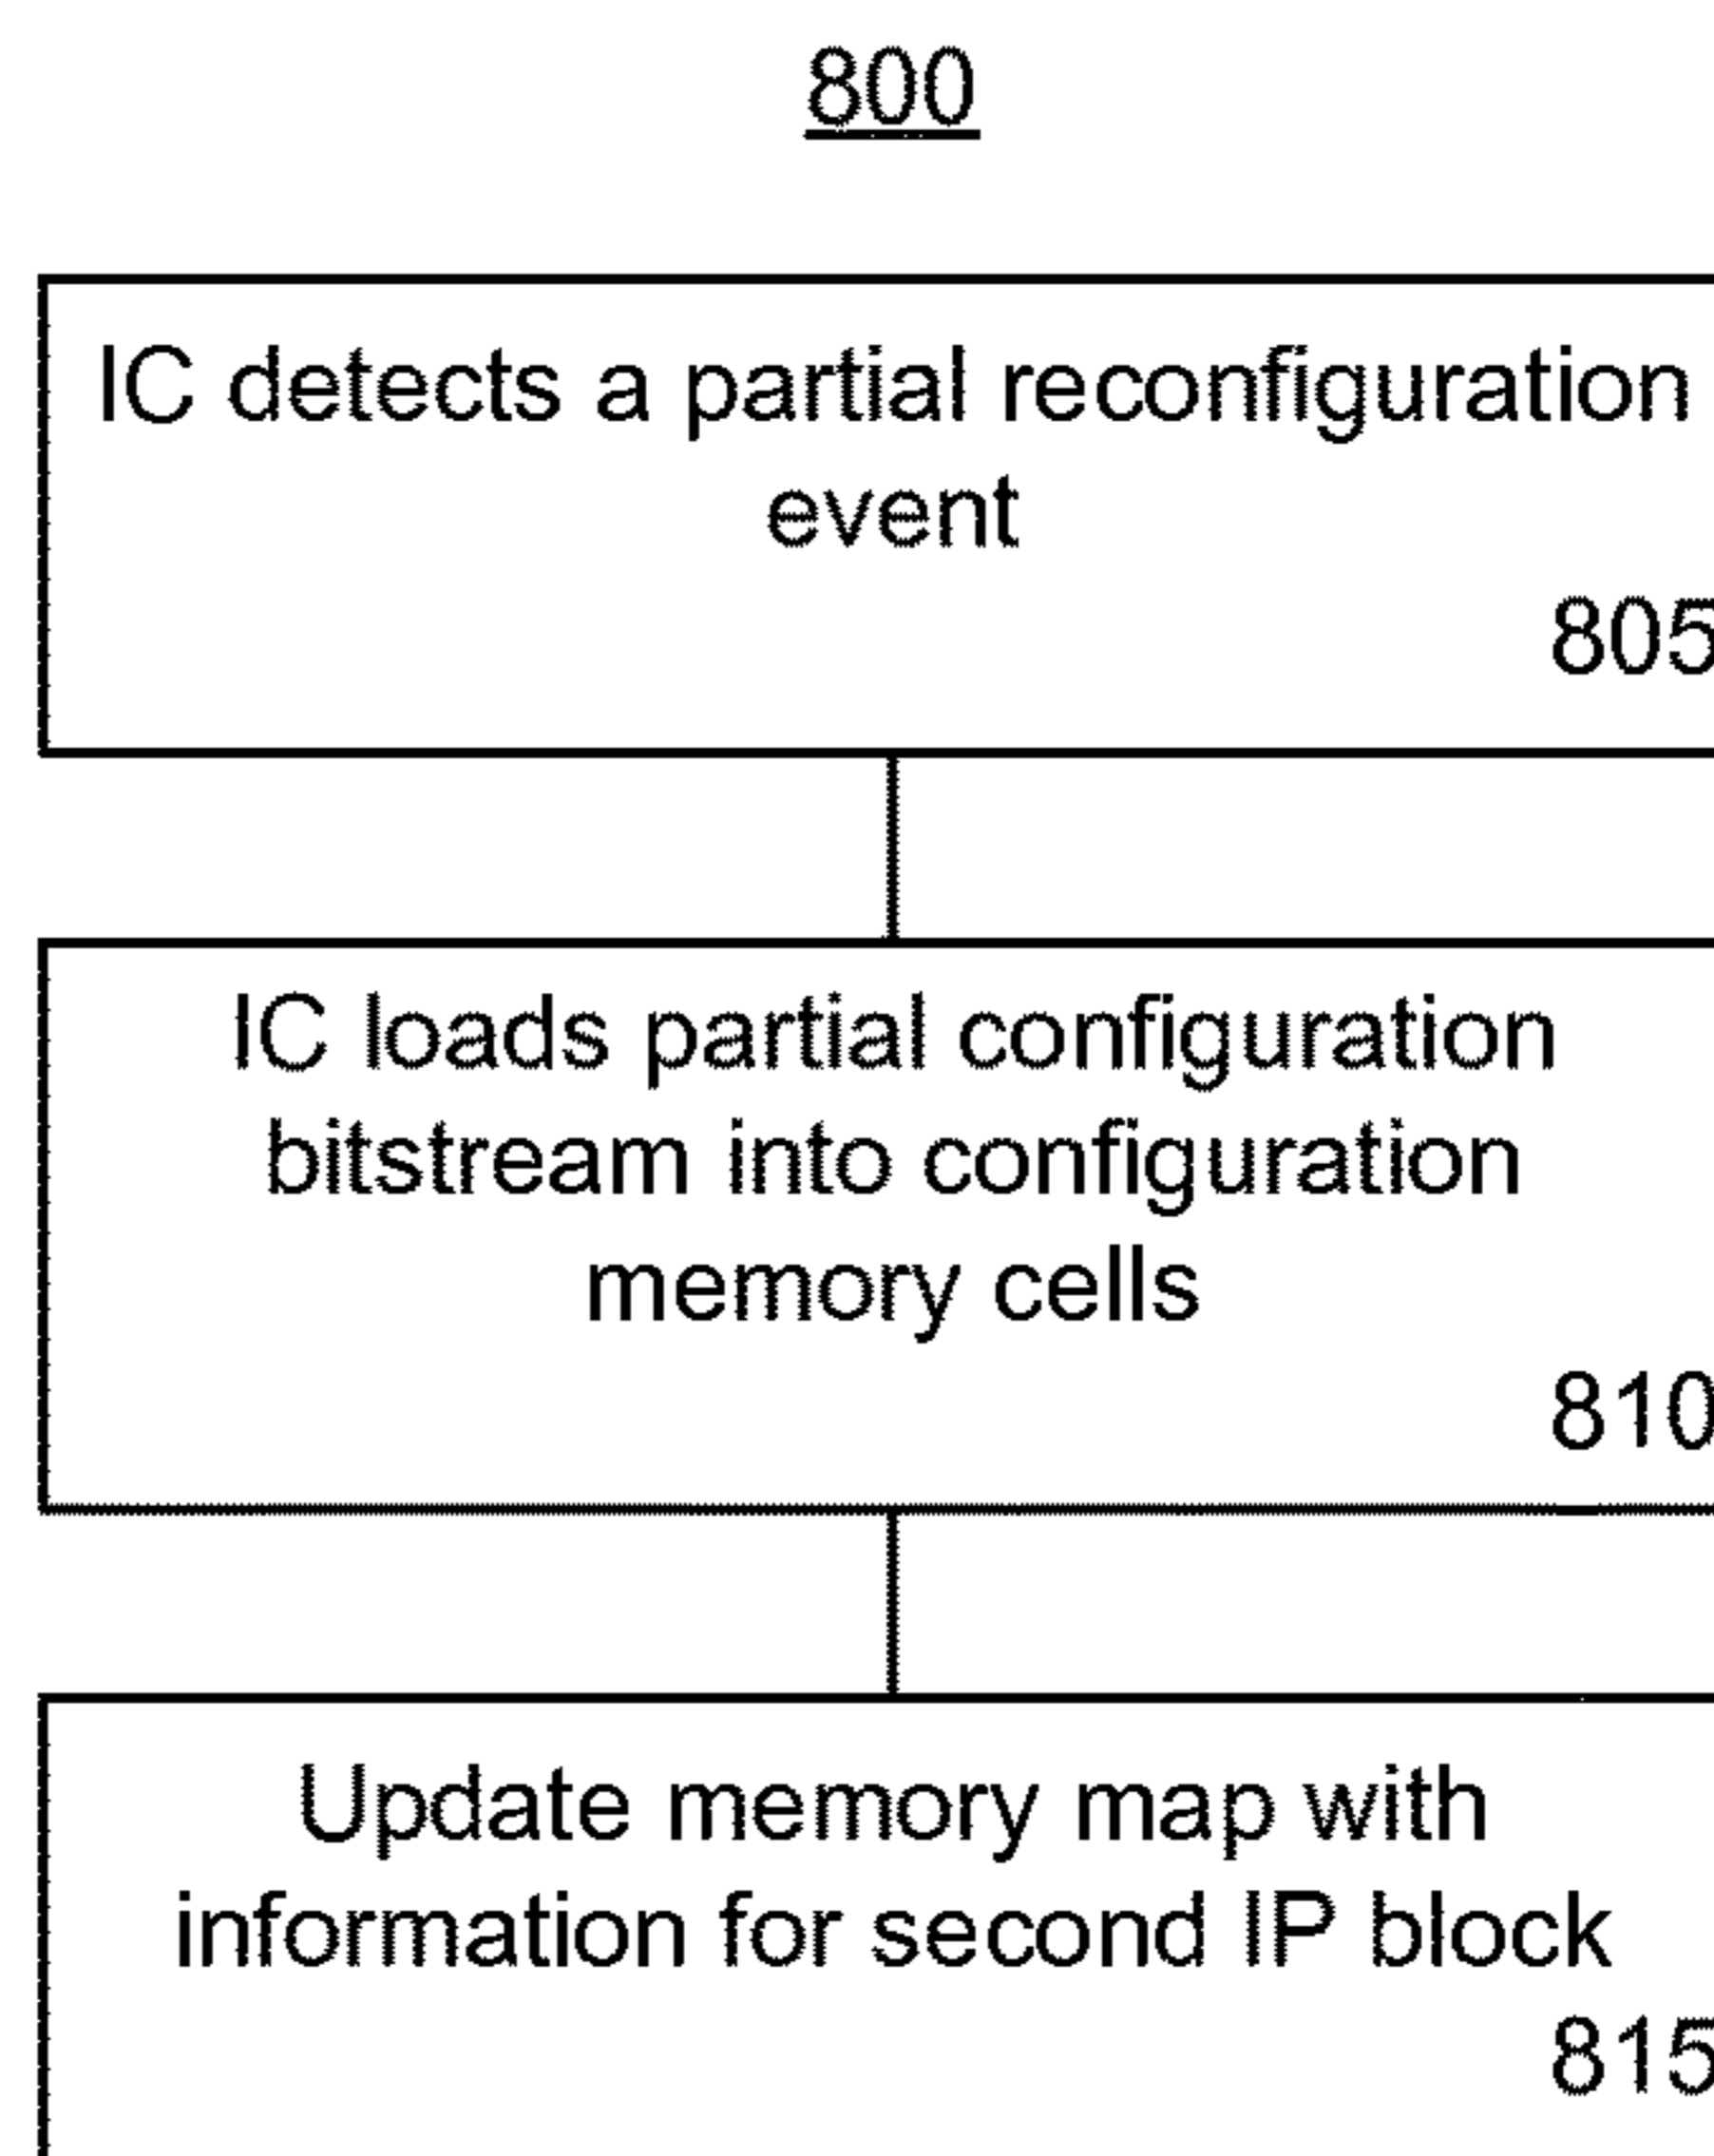 800
IC detects a partial reconfiguration
event
805
IC loads partial configuration
bitstream into configuration
memory cells
810
Update memory map with
information for second IP block
815